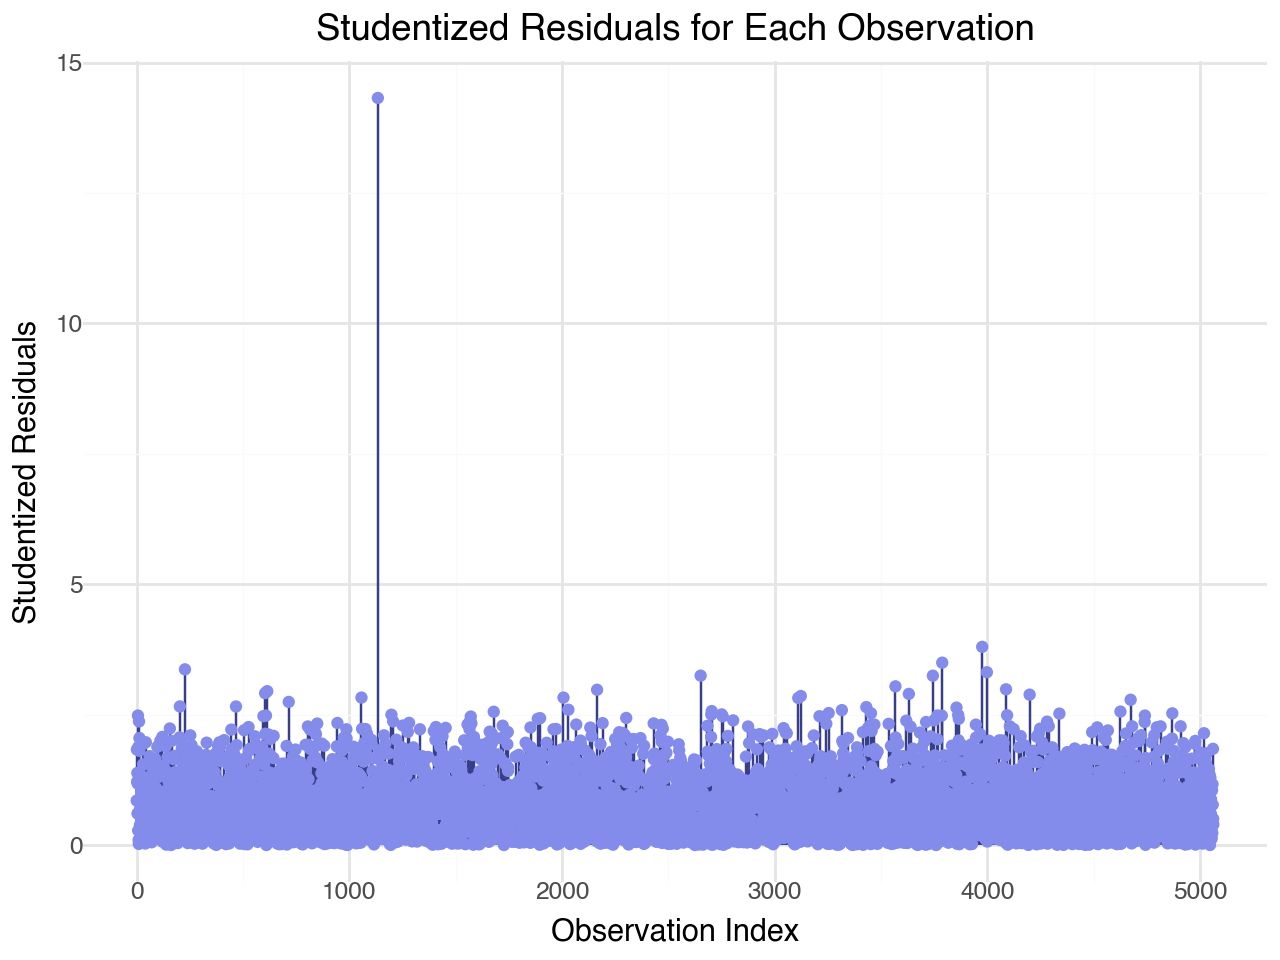 Studentized Residuals for Each Observation
Studentized Residuals
15
10
5
0
0 1000 2000 3000 4000 5000
Observation Index